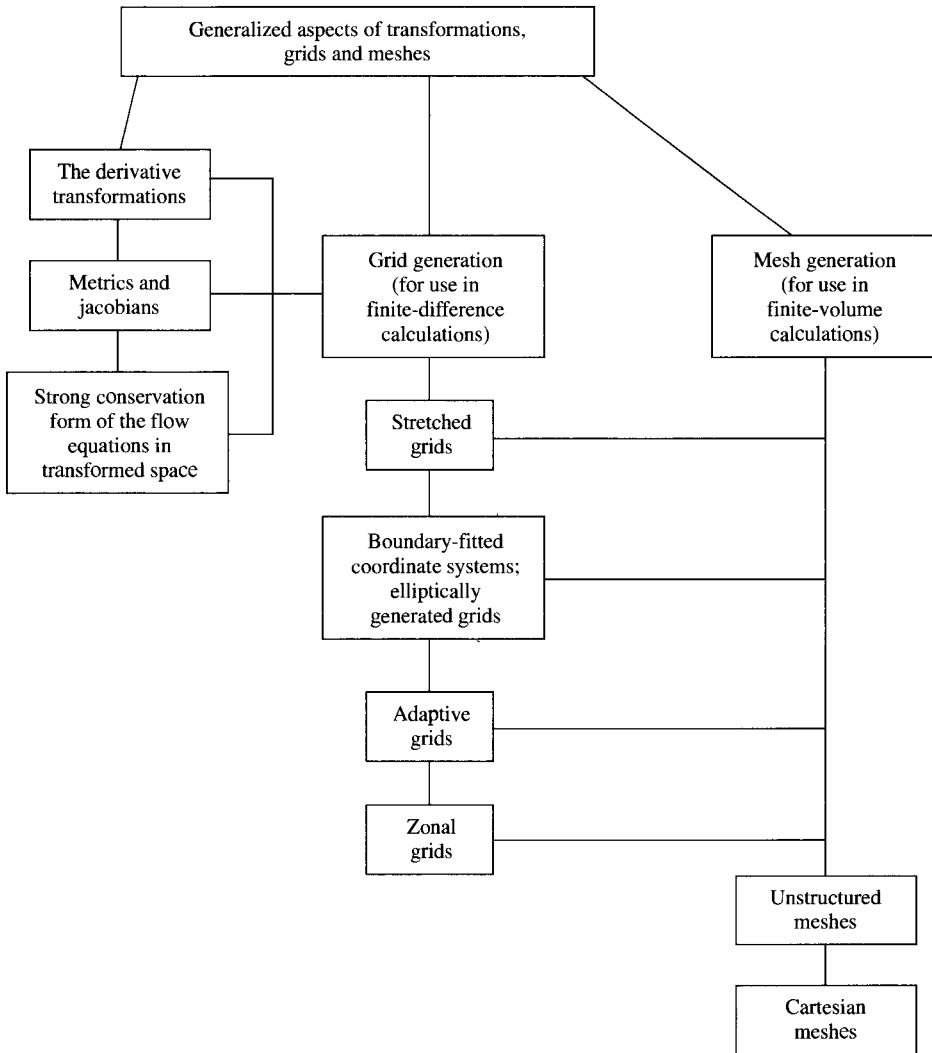 Generalized aspects of transformations,
grids and meshes
The derivative
transformations
Metrics and
jacobians
Strong conservation
form of the flow
equations in
transformed space
Grid generation
(for use in
finite-difference
calculations)
Mesh generation
(for use in
finite-volume
calculations)
Stretched
grids
Boundary-fitted
coordinate systems;
elliptically
generated grids
Adaptive
grids
Zonal
grids
Unstructured
meshes
Cartesian
meshes